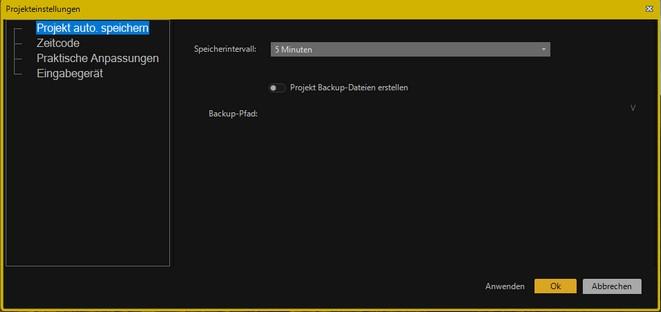 Projekteinstellungen
Projekt auto. speichern
Zeitcode
Praktische Anpassungen
Eingabegerät
Speicherintervall: 5 Minuten
Projekt Backup-Dateien erstellen
Backup-Pfad:
Anwenden Ok Abbrechen